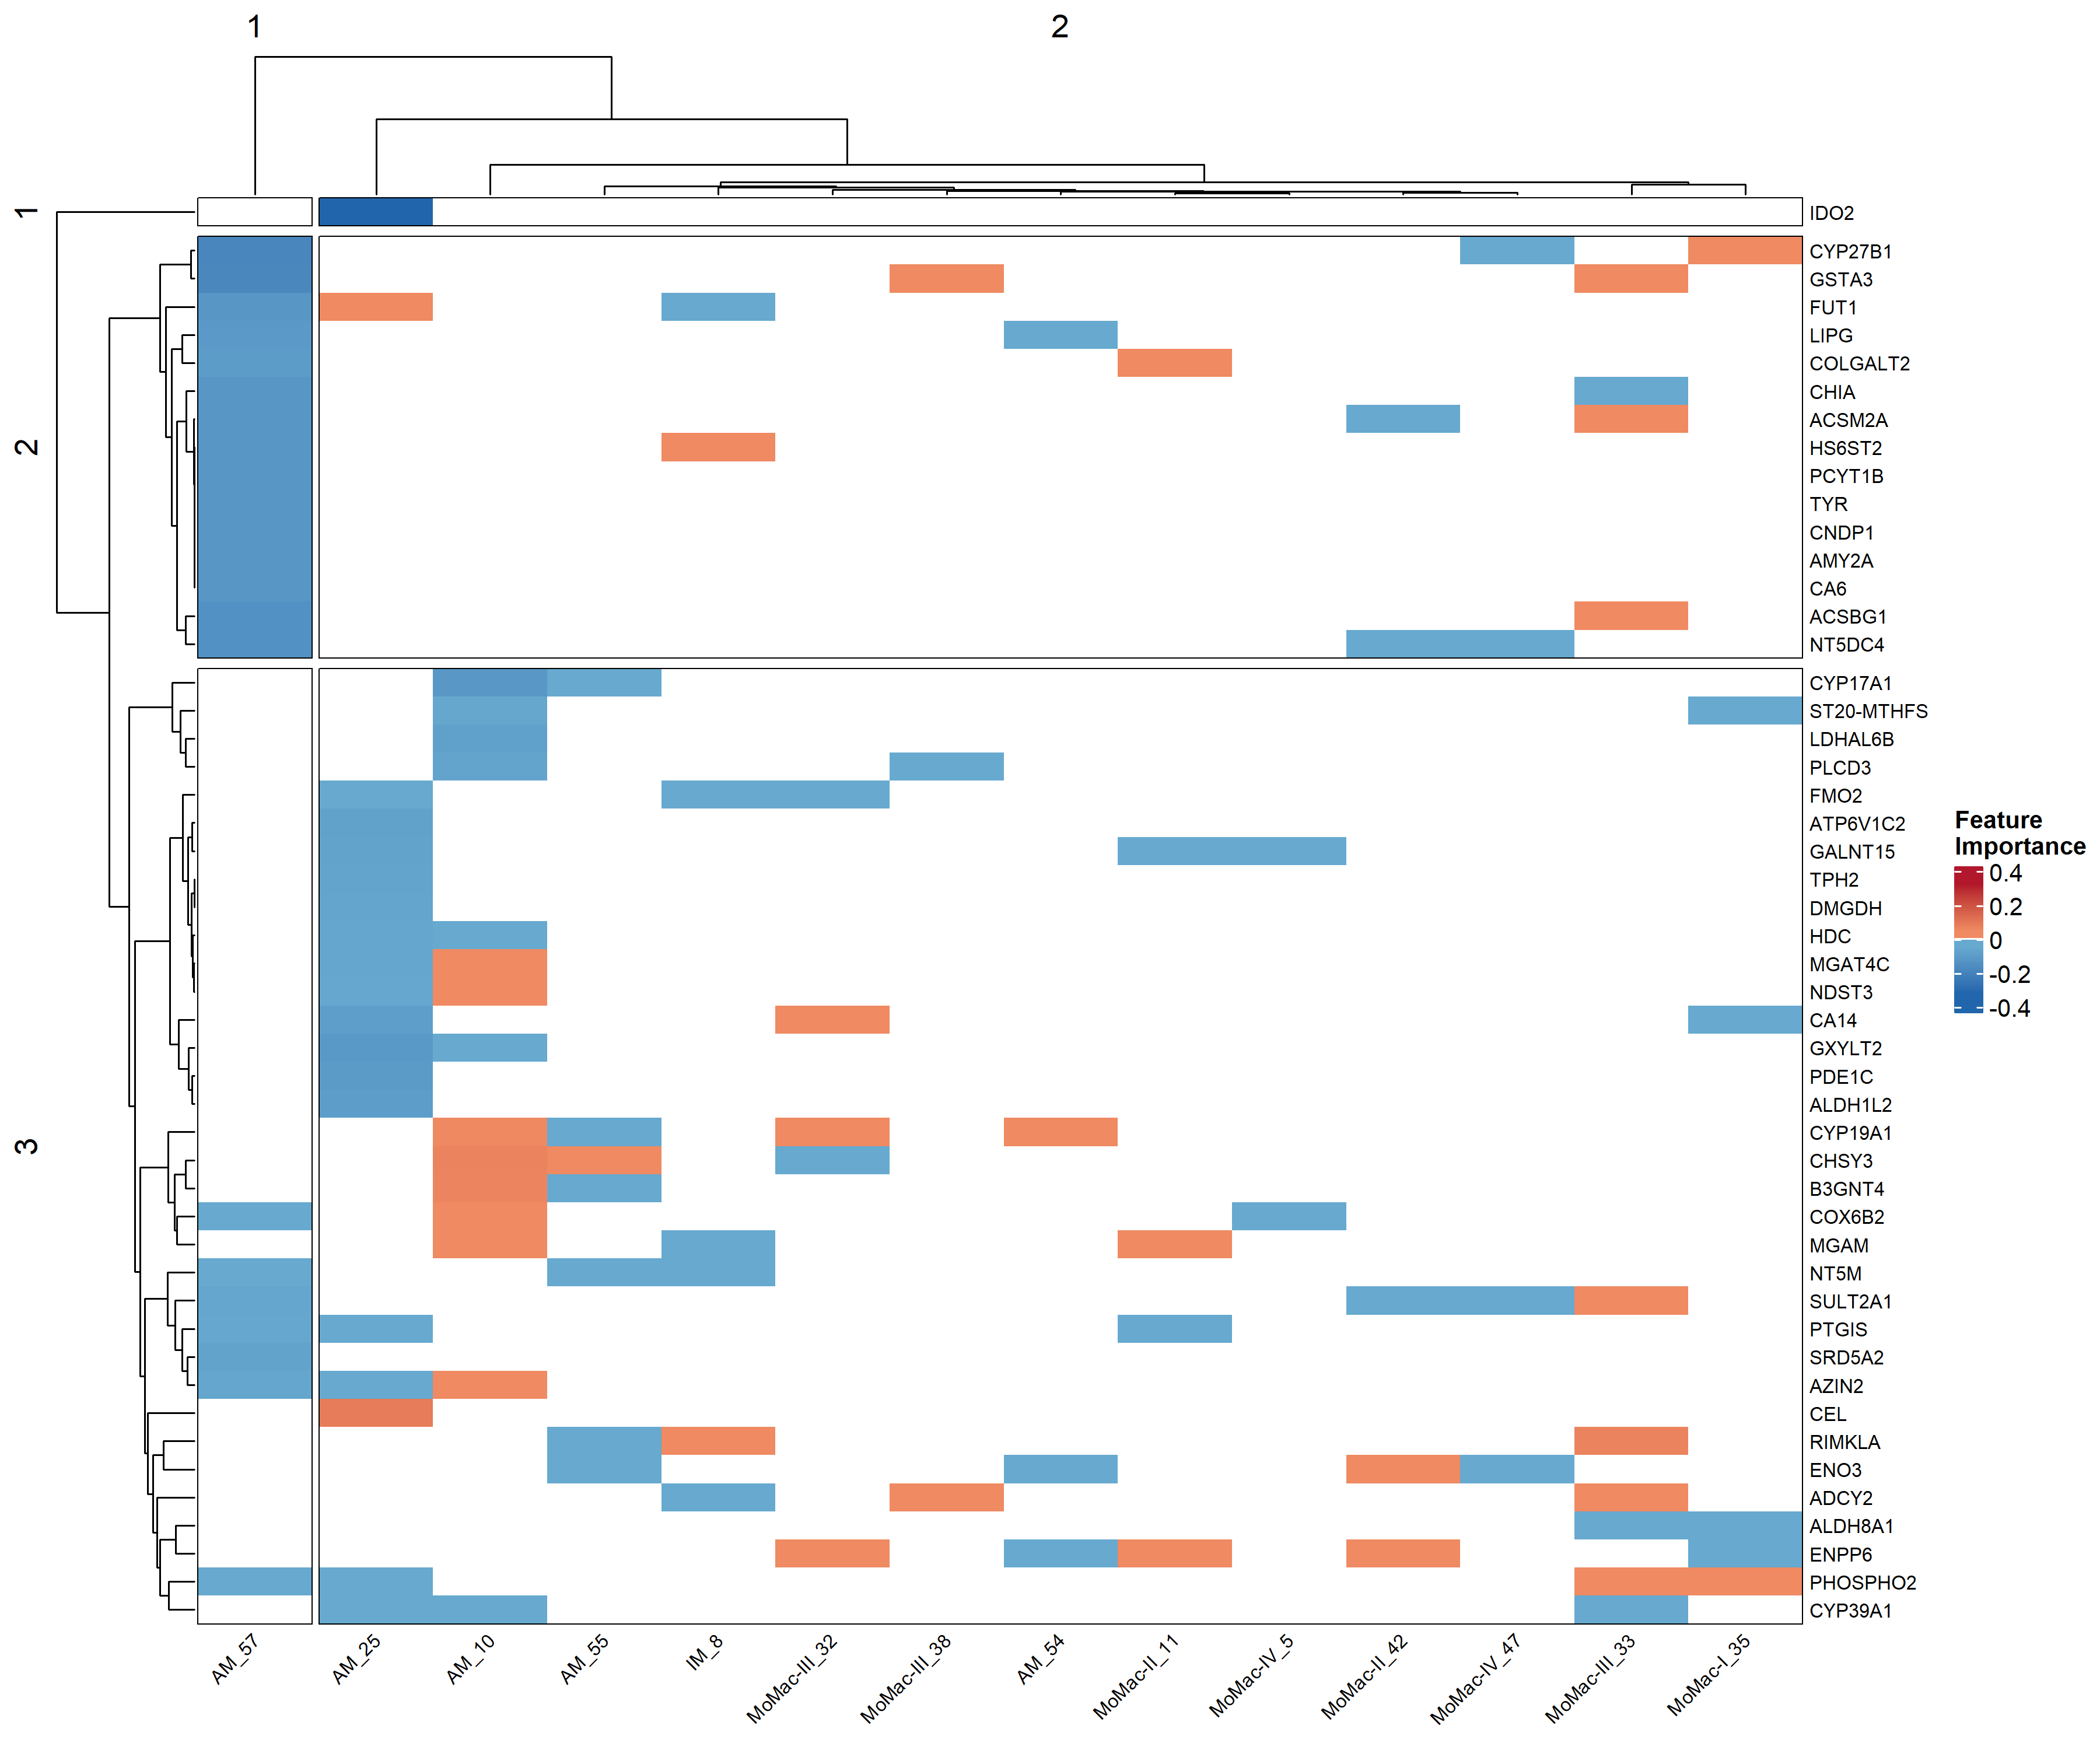 1
2
1
IDO2
2
CYP27B1
GSTA3
FUT1
LIPG
COLGALT2
CHIA
ACSM2A
HS6ST2
PCYT1B
TYR
CNDP1
AMY2A
CA6
ACSBG1
NT5DC4
3
CYP17A1
ST20-MTHFS
LDHAL6B
PLCD3
FMO2
ATP6V1C2
GALNT15
TPH2
DMGDH
HDC
MGAT4C
NDST3
CA14
GXYLT2
PDE1C
ALDH1L2
CYP19A1
CHSY3
B3GNT4
COX6B2
MGAM
NT5M
SULT2A1
PTGIS
SRD5A2
AZIN2
CEL
RIMKLA
ENO3
ADCY2
ALDH8A1
ENPP6
PHOSPHO2
CYP39A1
AM_57
AM_25
AM_10
AM_55
IM_8
MoMac-III_32
MoMac-III_38
AM_54
MoMac-II_11
MoMac-IV_5
MoMac-II_42
MoMac-IV_47
MoMac-III_33
MoMac-I_35
Feature
Importance
0.4
0.2
0
-0.2
-0.4